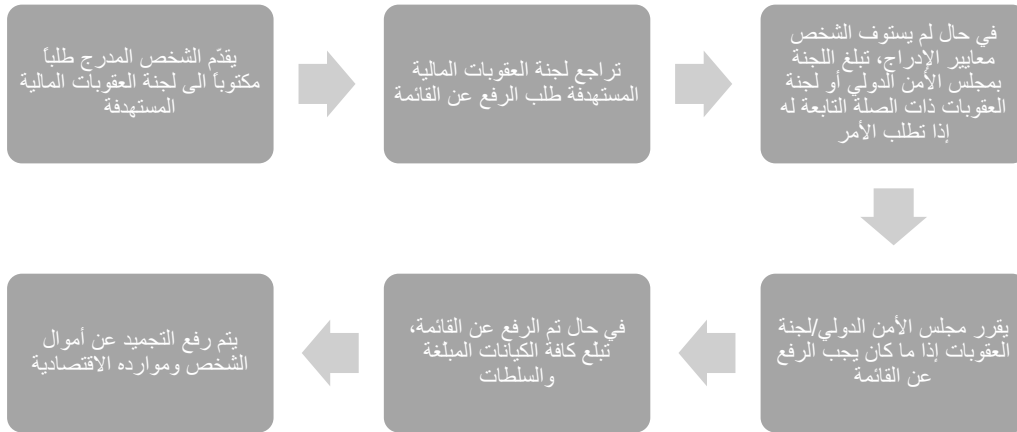 يقدّم الشخص المدرج طلباً
مكتوباً الى لجنة العقوبات المالية
المستهدفة
تراجع لجنة العقوبات المالية
المستهدفة طلب الرفع عن القائمة
في حال لم يستوف الشخص
معايير الإدراج، تبلغ اللجنة
بمجلس الأمن الدولي أو لجنة
العقوبات ذات الصلة التابعة له
إذا تطلب الأمر
يقرر مجلس الأمن الدولي/لجنة
العقوبات إذا ما كان يجب الرفع
عن القائمة
في حال تم الرفع عن القائمة،
تبلّغ كافة الكيانات المبلغة
والسلطات
يتم رفع التجميد عن أموال
الشخص وموارده الاقتصادية